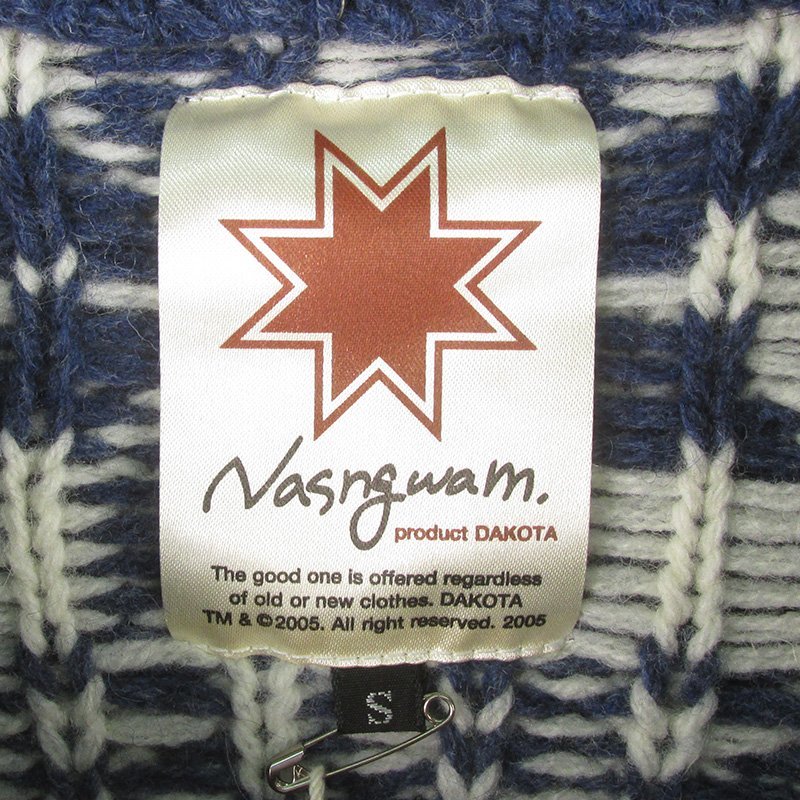 Nasngwam.
product DAKOTA
The good one is offered regardless
of old or new clothes. DAKOTA
TM & ©2005. All right reserved. 2005
S